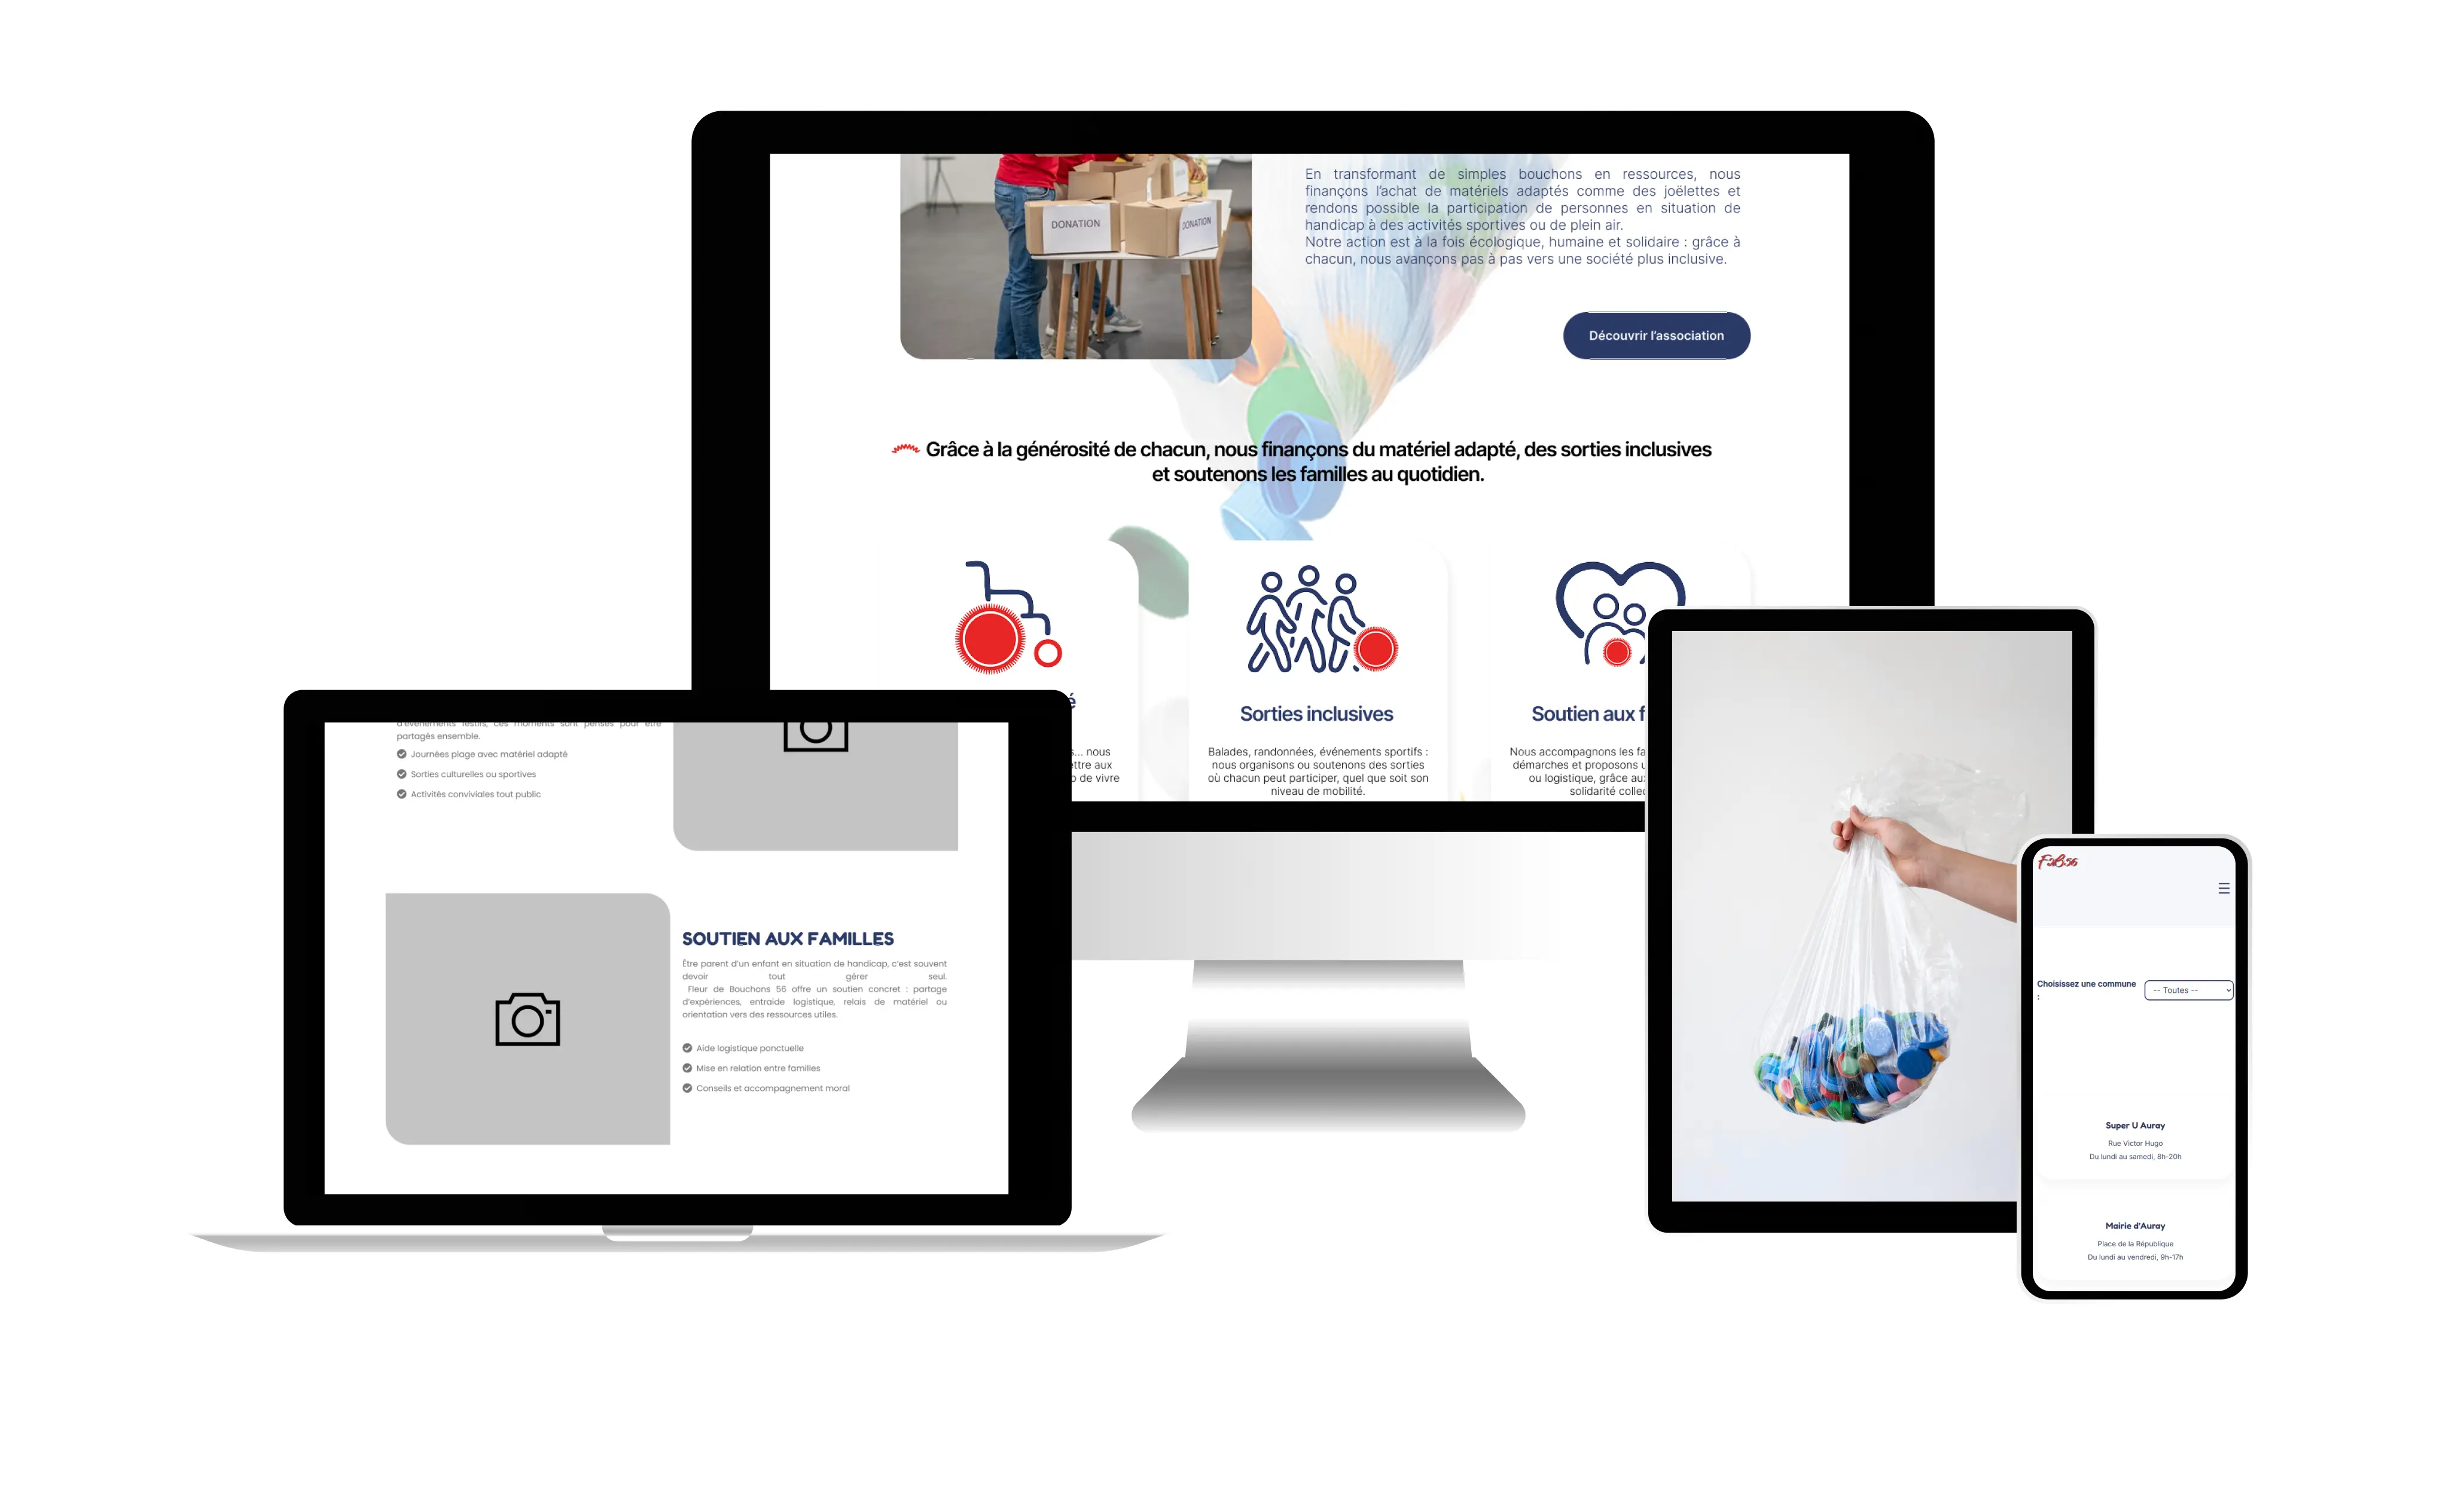 En transformant de simples bouchons en ressources, nous
finançons l'achat de matériels adaptés comme des joëlettes et
rendons possible la participation de personnes en situation de
handicap à des activités sportives ou de plein air.
Notre action est à la fois écologique, humaine et solidaire : grâce à
chacun, nous avançons pas à pas vers une société plus inclusive.
DONATION
DONATION
Découvrir l'association
Grâce à la générosité de chacun, nous finançons du matériel adapté, des sorties inclusives
et soutenons les familles au quotidien.
é
s... nous
ettre aux
de vivre
Sorties inclusives
Balades, randonnées, événements sportifs :
nous organisons ou soutenons des sorties
où chacun peut participer, quel que soit son
niveau de mobilité.
Soutien aux f
Nous accompagnons les fa
démarches et proposons u
ou logistique, grâce au
solidarité collec
d'événements festifs, ces moments sont pensés pour être
partagés ensemble.
Journées plage avec matériel adapté
Sorties culturelles ou sportives
Activités conviviales tout public
SOUTIEN AUX FAMILLES
Être parent d'un enfant en situation de handicap, c'est souvent
devoir tout gérer seul.
Fleur de Bouchons 56 offre un soutien concret : partage
d'expériences, entraide logistique, relais de matériel ou
orientation vers des ressources utiles.
Aide logistique ponctuelle
Mise en relation entre familles
Conseils et accompagnement moral
Choisissez une commune
:
-- Toutes --
Super U Auray
Rue Victor Hugo
Du lundi au samedi, 8h-20h
Mairie d'Auray
Place de la République
Du lundi au vendredi, 9h-17h